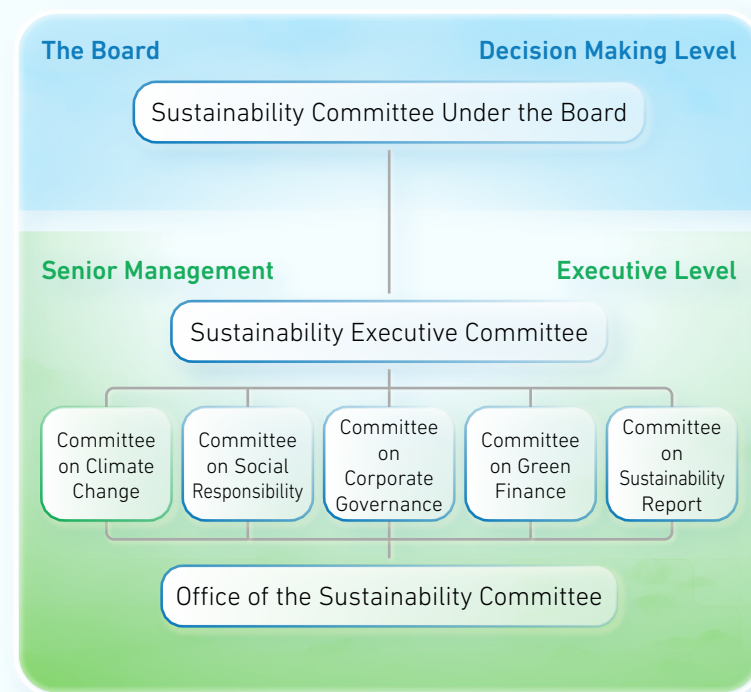 The Board
Decision Making Level
Sustainability Committee Under the Board
Senior Management
Executive Level
Sustainability Executive Committee
Committee
on Climate
Change
Committee
on Social
Responsibility
Committee
on
Corporate
Governance
Committee
on Green
Finance
Committee
on
Sustainability
Report
Office of the Sustainability Committee